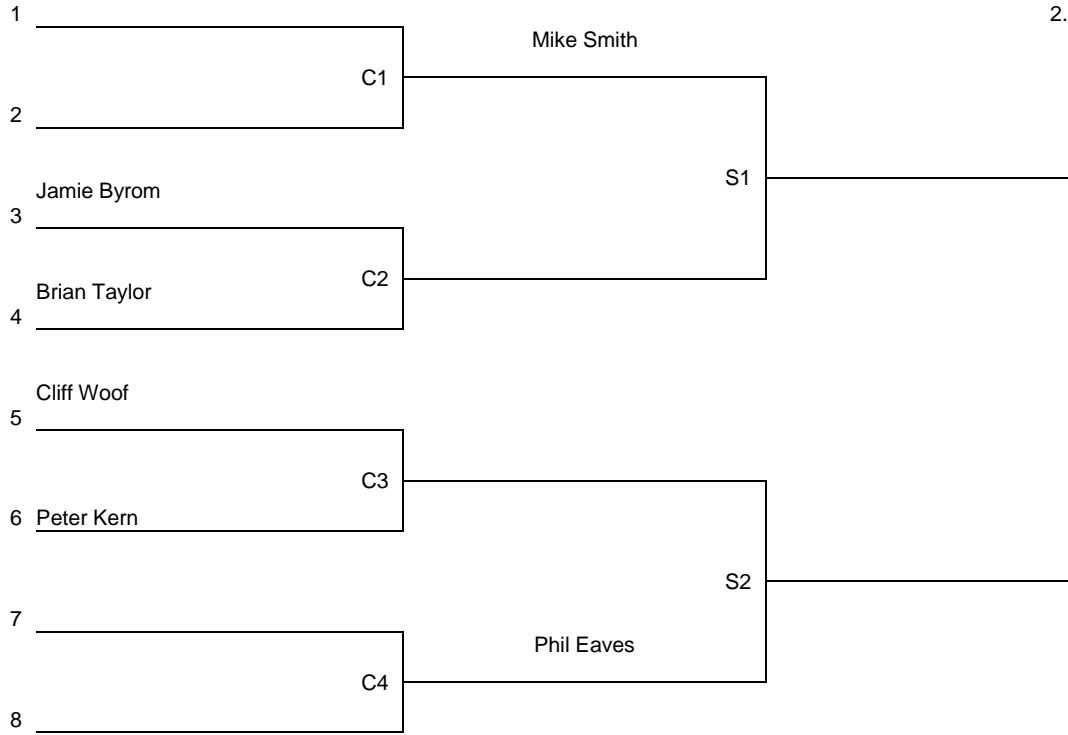 1
2.
Mike Smith
C1
2
Jamie Byrom
S1
3
C2
Brian Taylor
4
Cliff Woof
5
C3
6 Peter Kern
S2
7
Phil Eaves
C4
8